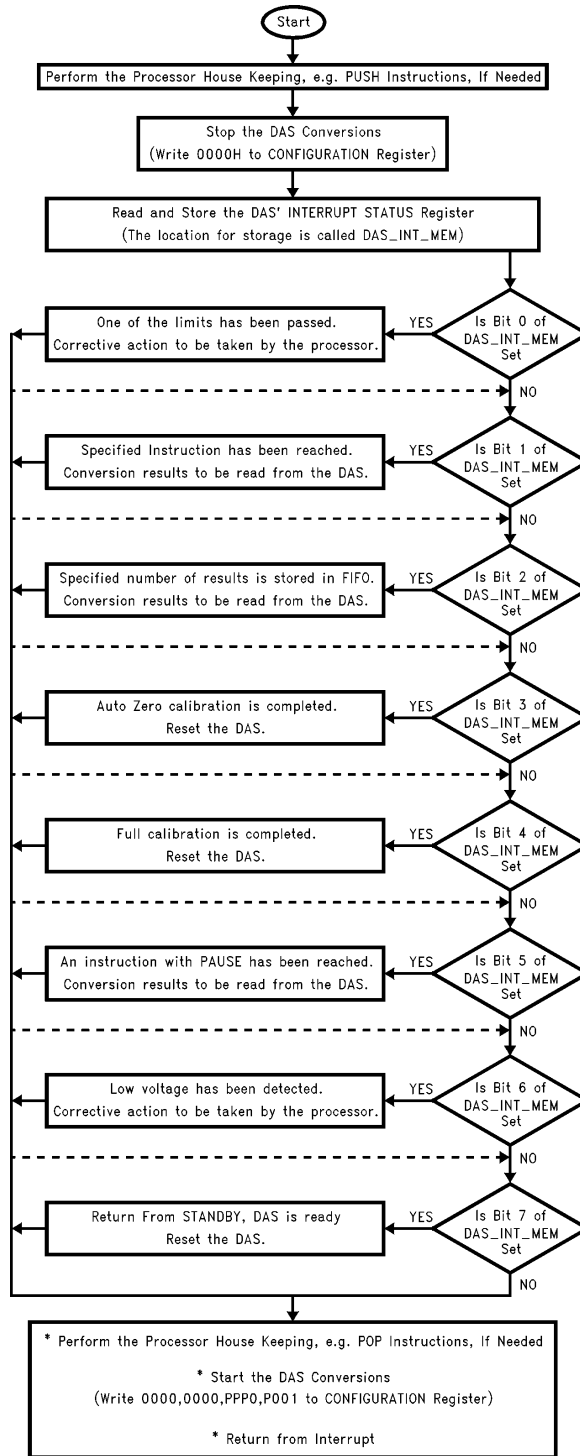 Start
Perform the Processor House Keeping, e.g. PUSH Instructions, If Needed
Stop the DAS Conversions
(Write 0000H to CONFIGURATION Register)
Read and Store the DAS' INTERRUPT STATUS Register
(The location for storage is called DAS_INT_MEM)
One of the limits has been passed.
Corrective action to be taken by the processor.
YES
Is Bit 0 of
DAS_INT_MEM
Set
NO
Specified Instruction has been reached.
Conversion results to be read from the DAS.
YES
Is Bit 1 of
DAS_INT_MEM
Set
NO
Specified number of results is stored in FIFO.
Conversion results to be read from the DAS.
YES
Is Bit 2 of
DAS_INT_MEM
Set
NO
Auto Zero calibration is completed.
Reset the DAS.
YES
Is Bit 3 of
DAS_INT_MEM
Set
NO
Full calibration is completed.
Reset the DAS.
YES
Is Bit 4 of
DAS_INT_MEM
Set
NO
An instruction with PAUSE has been reached.
Conversion results to be read from the DAS.
YES
Is Bit 5 of
DAS_INT_MEM
Set
NO
Low voltage has been detected.
Corrective action to be taken by the processor.
YES
Is Bit 6 of
DAS_INT_MEM
Set
NO
Return From STANDBY, DAS is ready
Reset the DAS.
YES
Is Bit 7 of
DAS_INT_MEM
Set
NO
* Perform the Processor House Keeping, e.g. POP Instructions, If Needed
* Start the DAS Conversions
(Write 0000,0000,PPP0,P001 to CONFIGURATION Register)
* Return from Interrupt